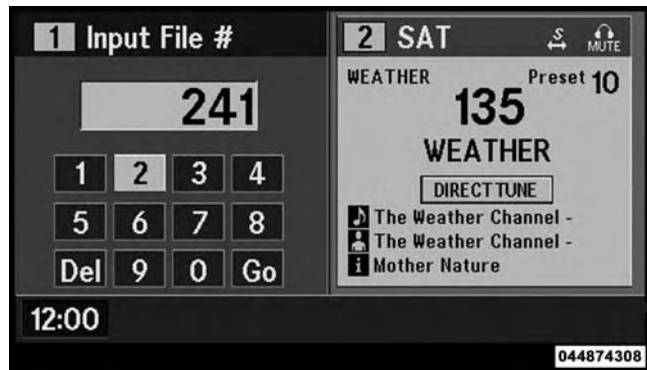 1 Input File #
241
1 2 3 4
5 6 7 8
Del 9 0 Go
2 SAT S MUTE
WEATHER Preset 10
135
WEATHER
DIRECT TUNE
The Weather Channel -
The Weather Channel -
i Mother Nature
12:00
044874308